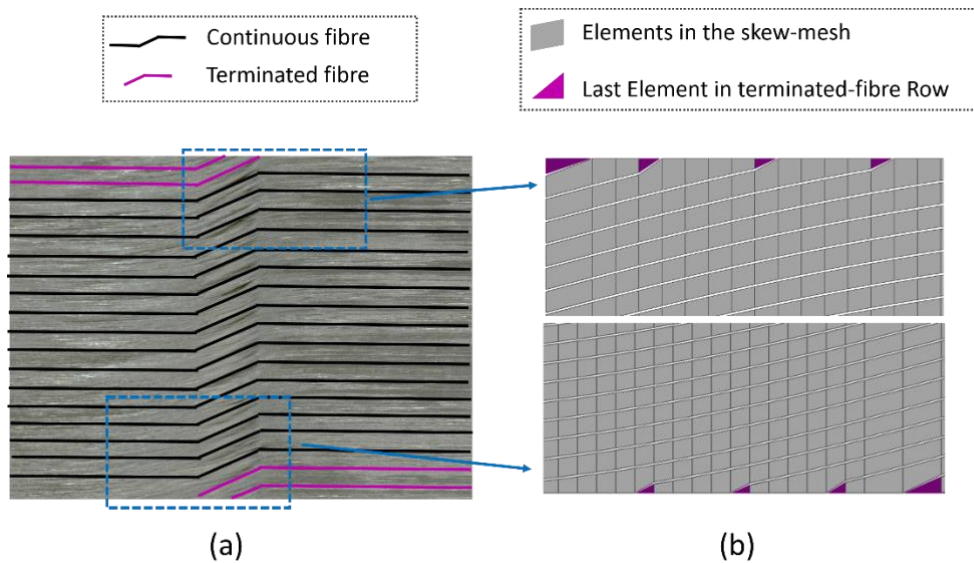 Continuous fibre
Terminated fibre
Elements in the skew-mesh
Last Element in terminated-fibre Row
(a)
(b)